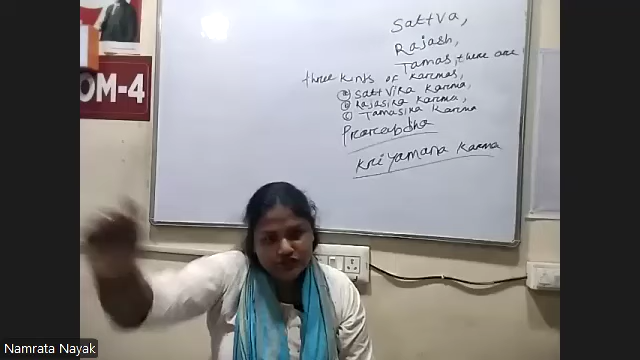 OM-4
Sattva,
Rajash,
Tamas, there are
three kinds of karmas,
(a) Sattvika karma,
(b) Rajasika karma,
(c) Tamasika karma
Prareabdha
Kriyamana karma
Namrata Nayak